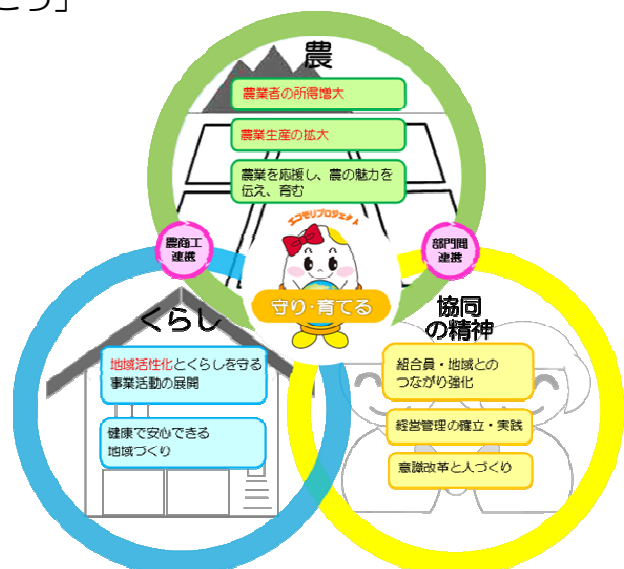 こう」
農
農業者の所得増大
農業生産の拡大
農業を応援し、農の魅力を
伝え、育む
農商工
連携
部門間
連携
エコモリプロジェクト
守り・育てる
くらし
地域活性化とくらしを守る
事業活動の展開
健康で安心できる
地域づくり
協同
の精神
組合員・地域との
つながり強化
経営管理の確立・実践
意識改革と人づくり